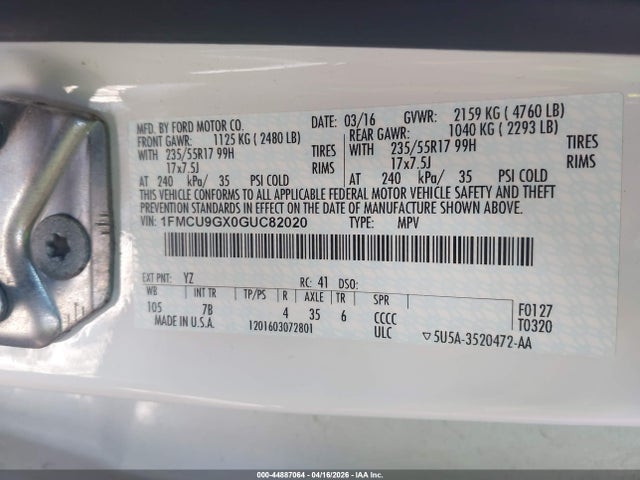 MFD. BY FORD MOTOR CO. DATE: 03/16 GVWR: 2159 KG ( 4760 LB)
FRONT GAWR: 1125 KG ( 2480 LB) REAR GAWR: 1040 KG ( 2293 LB)
WITH 235/55R17 99H TIRES WITH 235/55R17 99H TIRES
17x7.5J RIMS 17x7.5J RIMS
AT 240 kPa/ 35 PSI COLD AT 240 kPa/ 35 PSI COLD
THIS VEHICLE CONFORMS TO ALL APPLICABLE FEDERAL MOTOR VEHICLE SAFETY AND THEFT
PREVENTION STANDARDS IN EFFECT ON THE DATE OF MANUFACTURE SHOWN ABOVE.
VIN: 1FMCU9GX0GUC82020 TYPE: MPV
EXT PNT: YZ RC: 41 DSO:
WB INT TR TP/PS R AXLE TR SPR F0127
105 7B 4 35 6 CCCC T0320
MADE IN U.S.A. 1201603072801 ULC 5U5A-3520472-AA
000-44887064 - 04/16/2026 - IAA Inc.